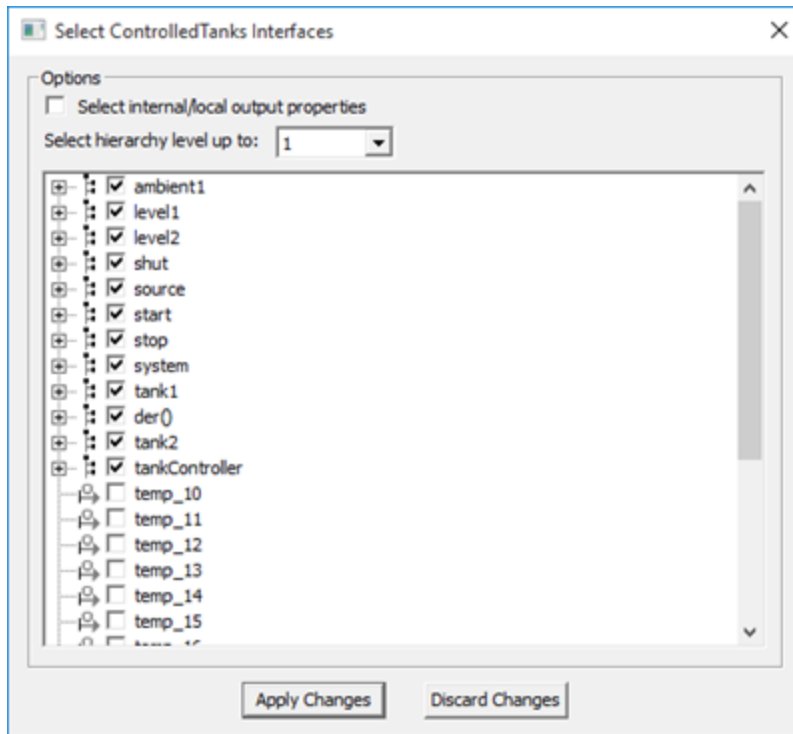 Select ControlledTanks Interfaces
Options
Select internal/local output properties
Select hierarchy level up to: 1
ambient1
level1
level2
shut
source
start
stop
system
tank1
der()
tank2
tankController
temp_10
temp_11
temp_12
temp_13
temp_14
temp_15
Apply Changes Discard Changes